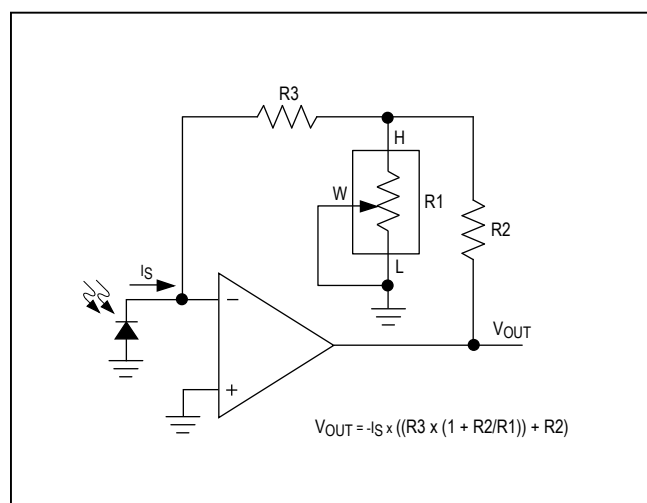 R3
H
W
R1
R2
L
IS
−
+
VOUT
VOUT = -IS x ((R3 x (1 + R2/R1)) + R2)